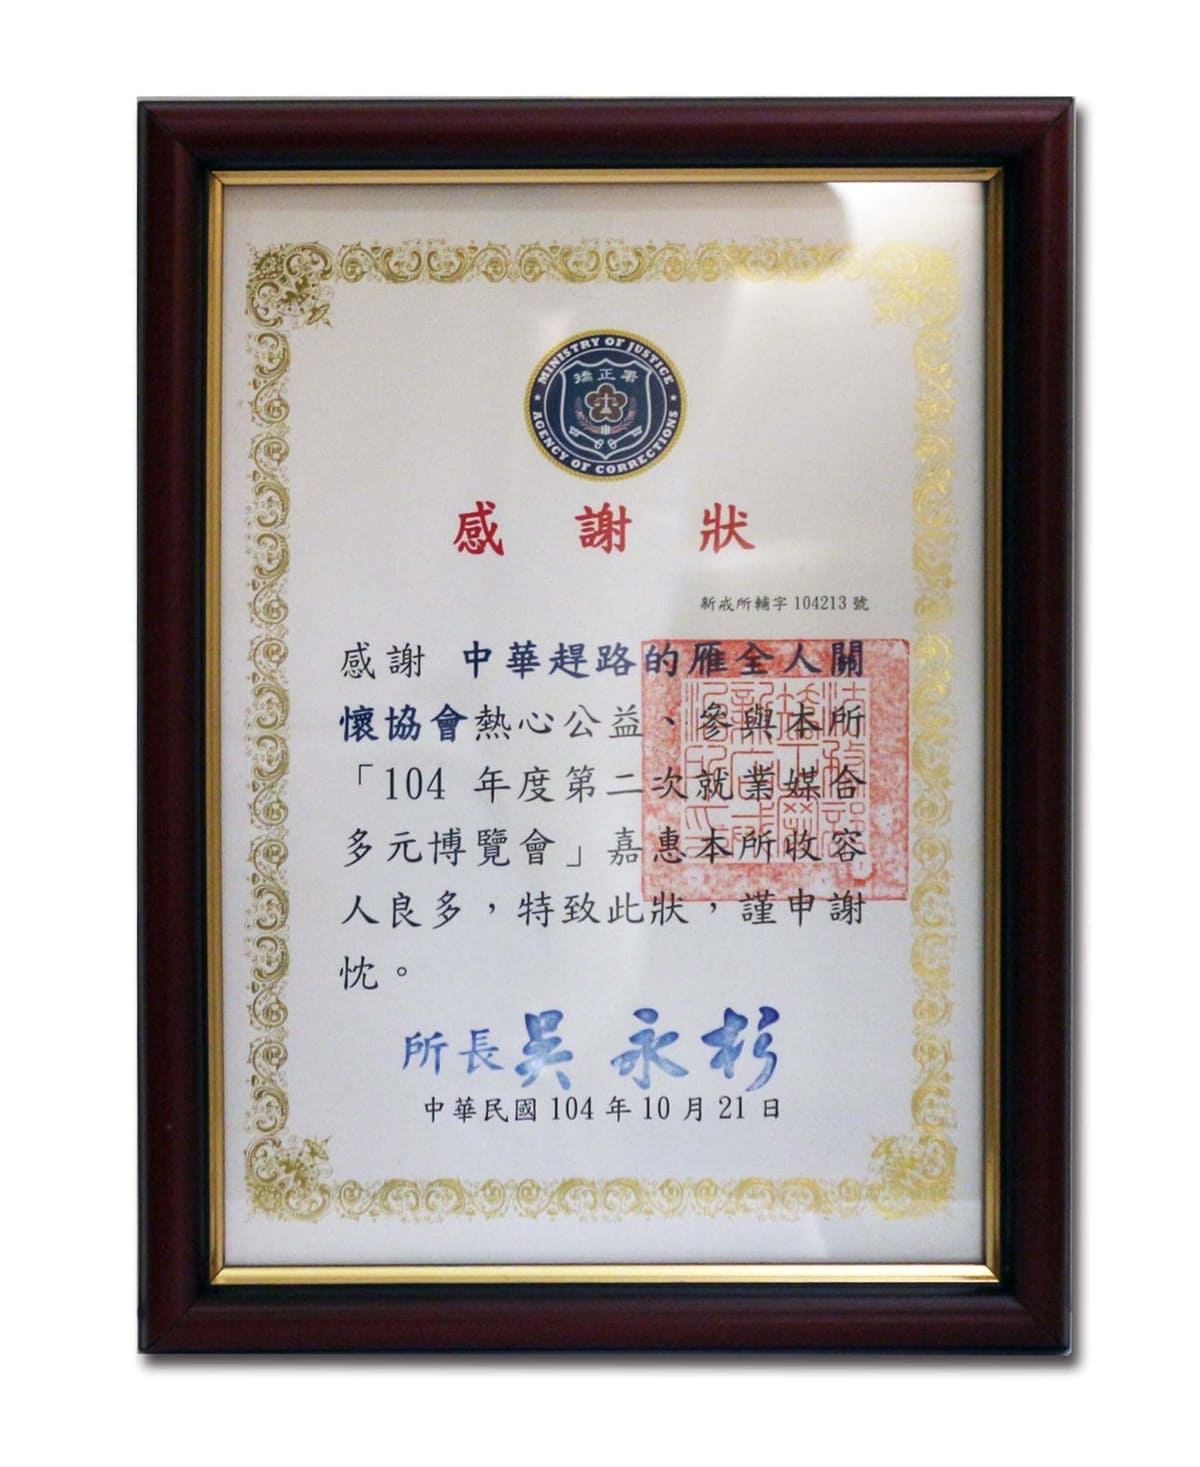 MINISTRY OF JUSTICE
矯正署
AGENCY OF CORRECTIONS
感謝狀
新戒所輔字 104213 號
感謝 中華趕路的雁全人關
懷協會熱心公益、參與本所
「104 年度第二次就業媒合
多元博覽會」嘉惠本所收容
人良多，特致此狀，謹申謝
忱。
所長吳永杉
中華民國 104 年 10 月 21 日